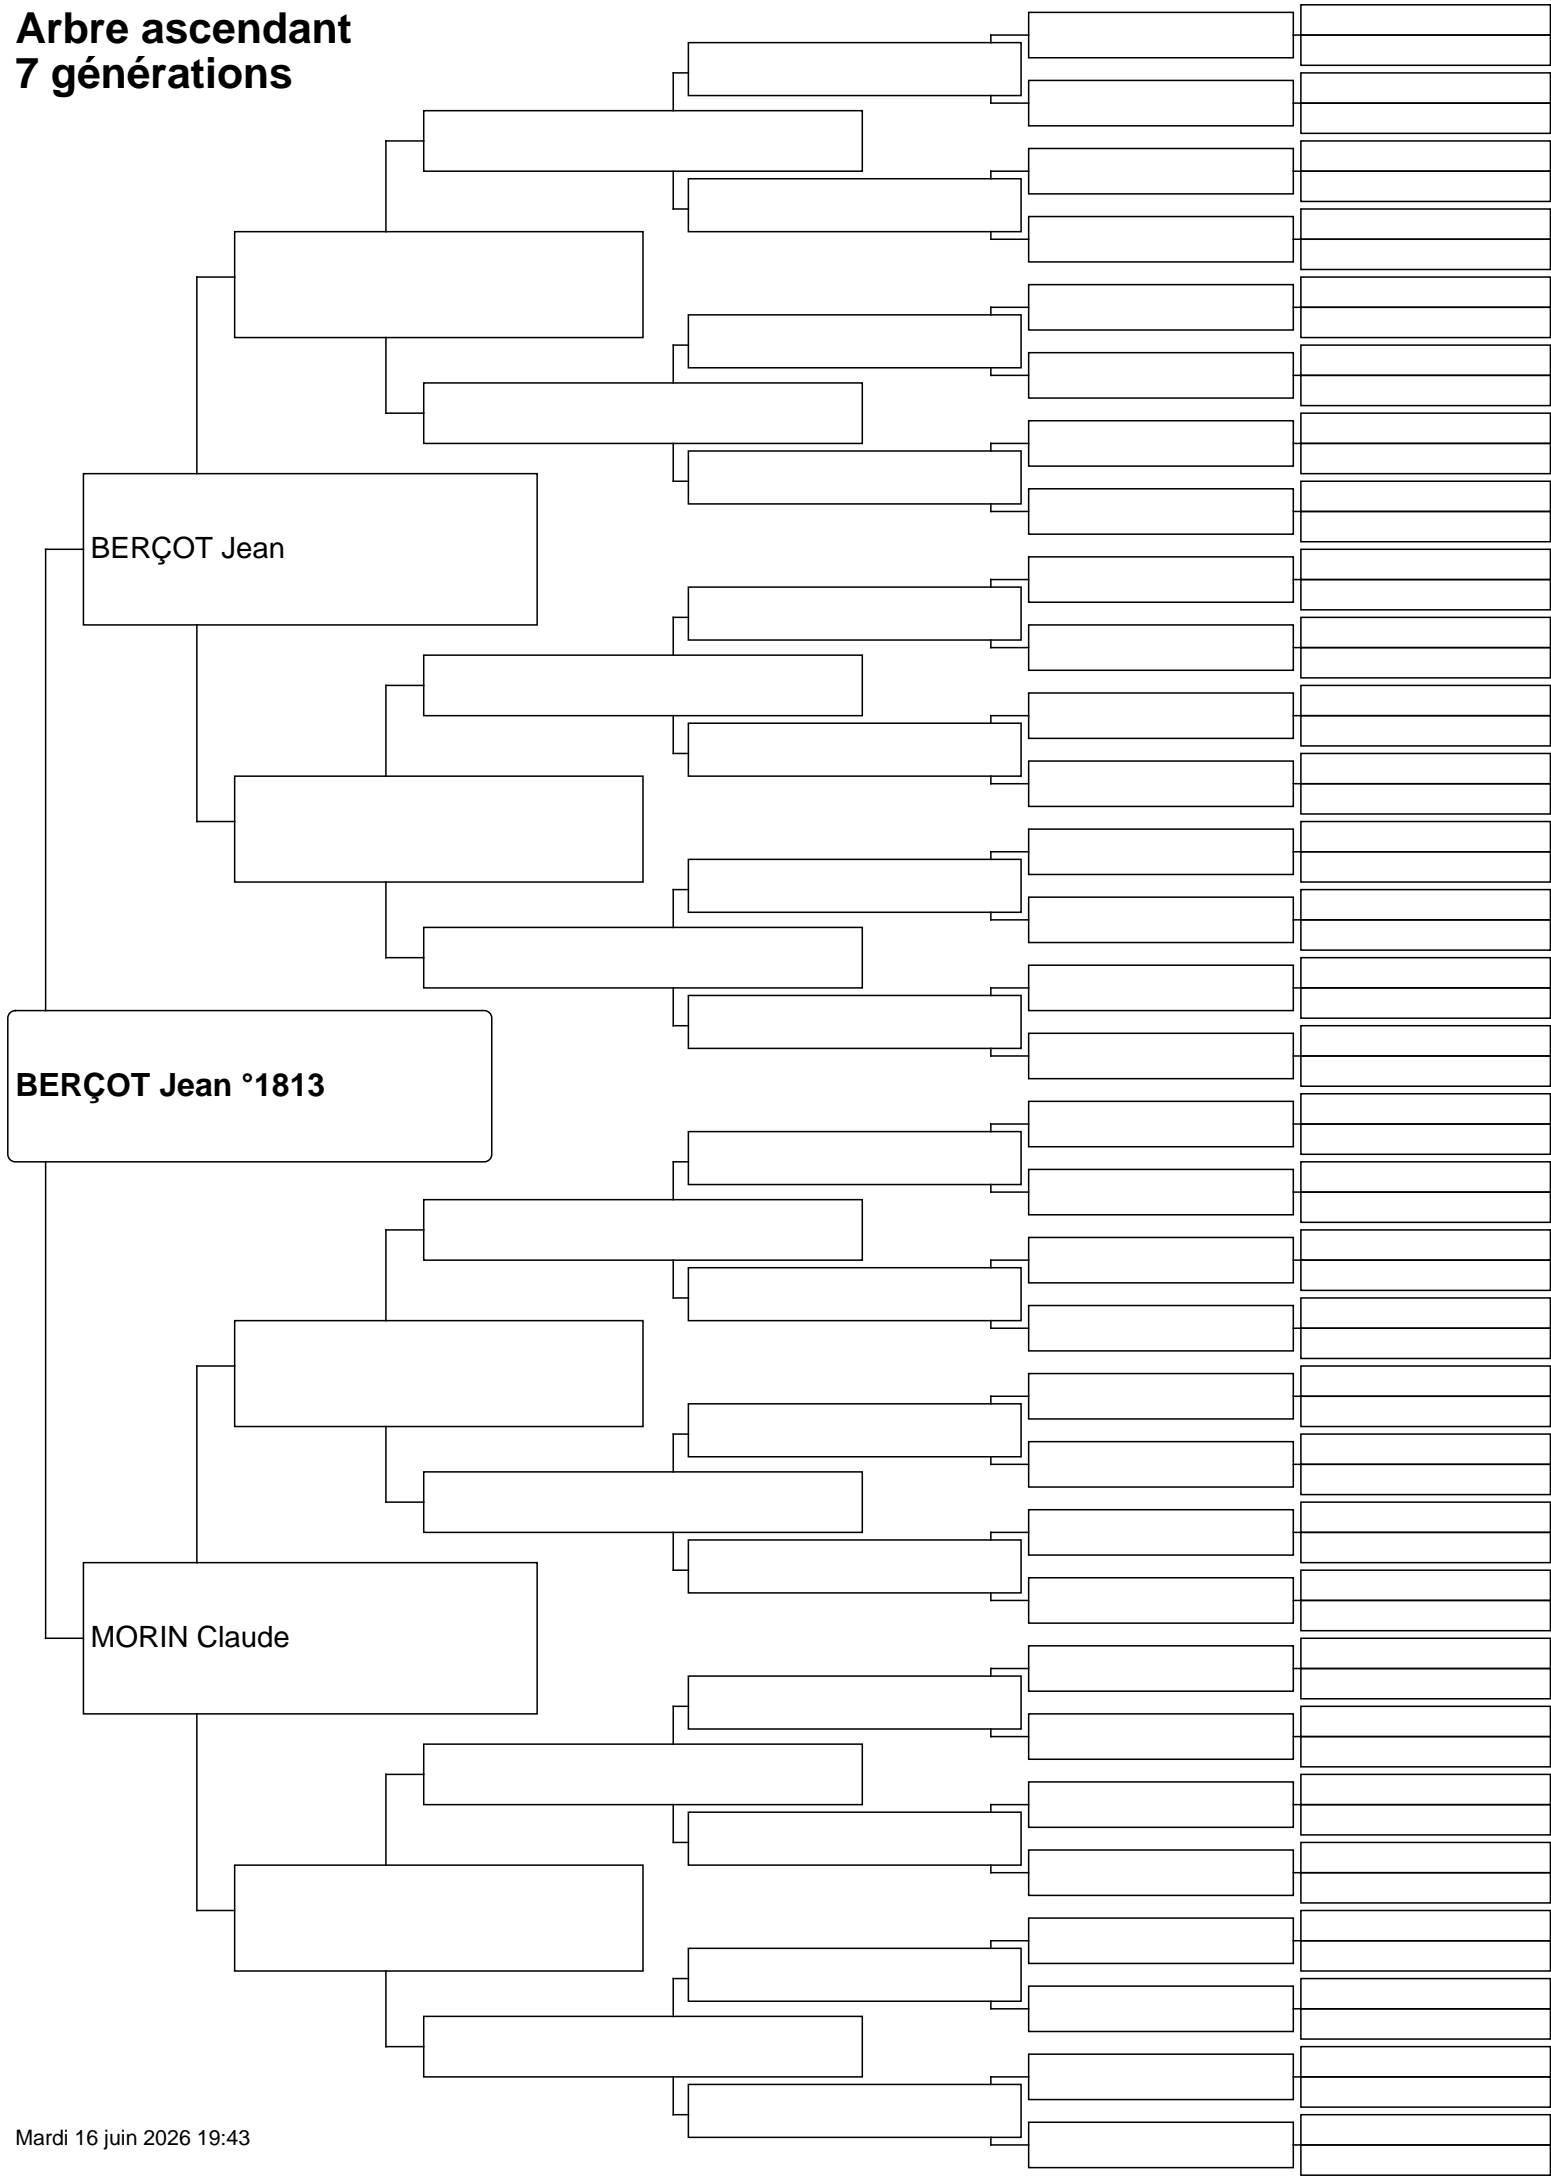 Arbre ascendant
7 générations
BERÇOT Jean
BERÇOT Jean °1813
MORIN Claude
Mardi 16 juin 2026 19:43